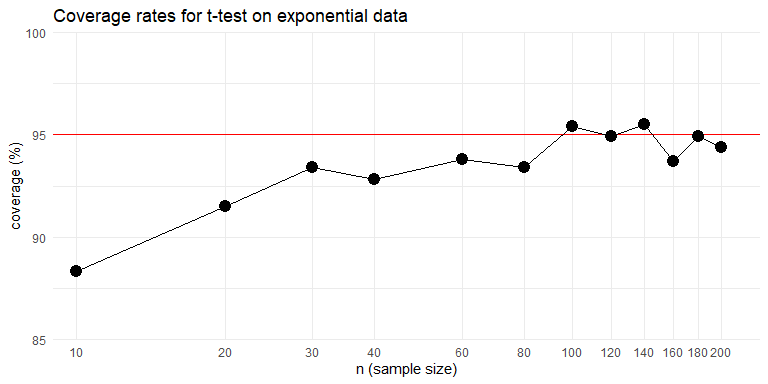 Coverage rates for t-test on exponential data
100
95
90
85
coverage (%)
10 20 30 40 60 80 100 120 140 160 180 200
n (sample size)